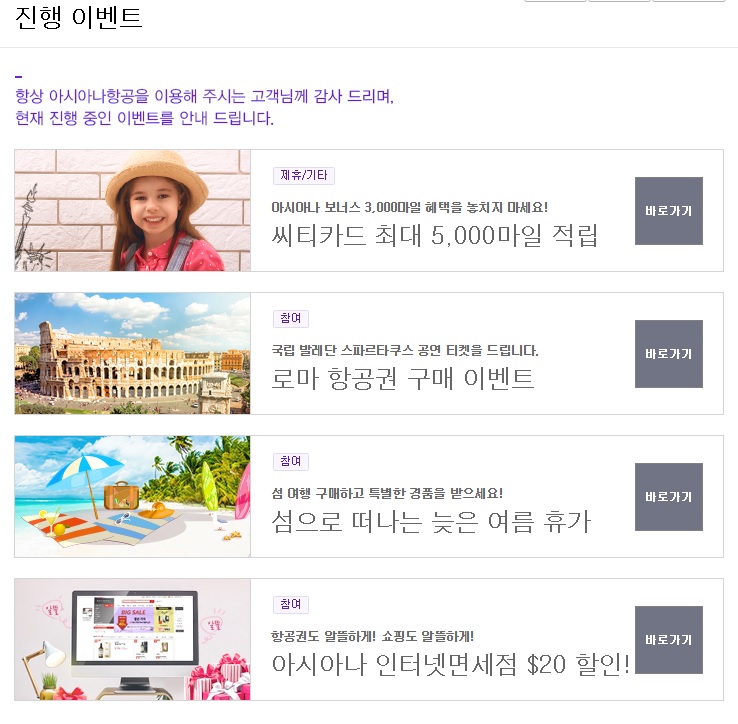 진행 이벤트
항상 아시아나항공을 이용해 주시는 고객님께 감사 드리며,
현재 진행 중인 이벤트를 안내 드립니다.
제휴/기타
아시아나 보너스 3,000마일 혜택을 놓치지 마세요!
씨티카드 최대 5,000마일 적립
바로가기
참여
국립 발레단 스파르타쿠스 공연 티켓을 드립니다.
로마 항공권 구매 이벤트
바로가기
참여
섬 여행 구매하고 특별한 경품을 받으세요!
섬으로 떠나는 늦은 여름 휴가
바로가기
참여
항공권도 알뜰하게! 쇼핑도 알뜰하게!
아시아나 인터넷면세점 $20 할인!
바로가기
알뜰
BIG SALE
알뜰